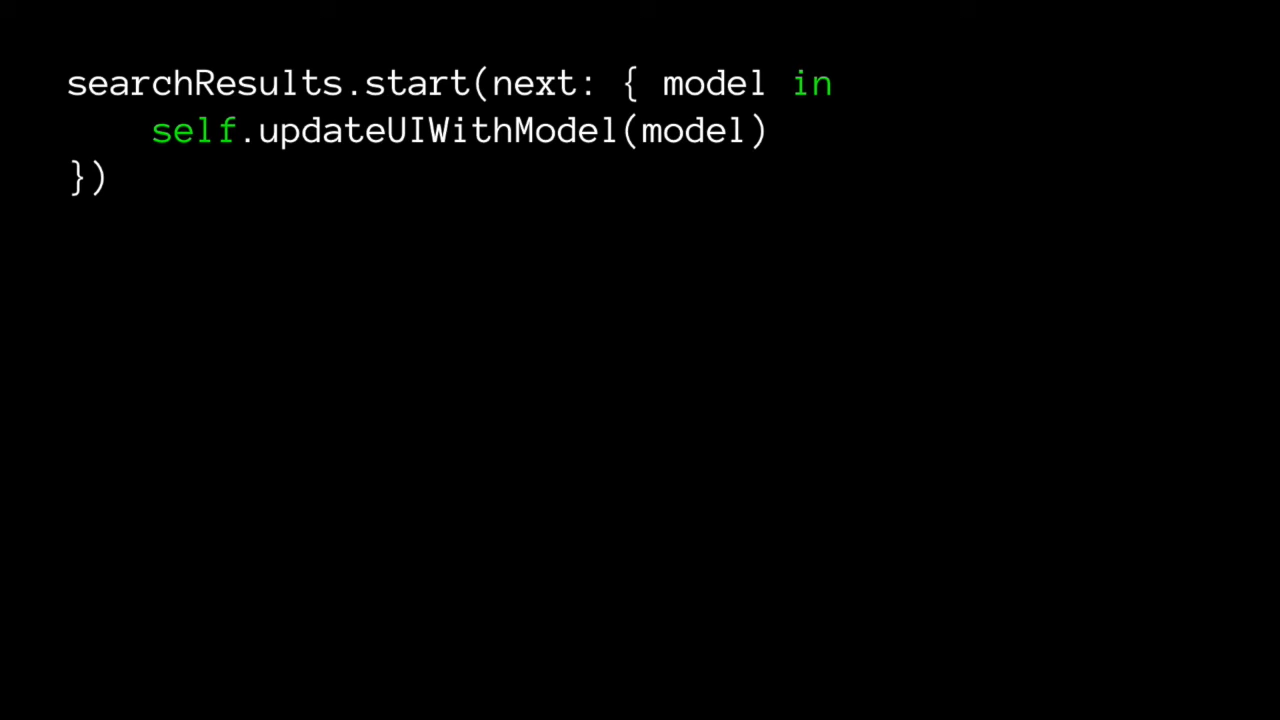 searchResults.start(next: { model in
    self.updateUIWithModel(model)
})